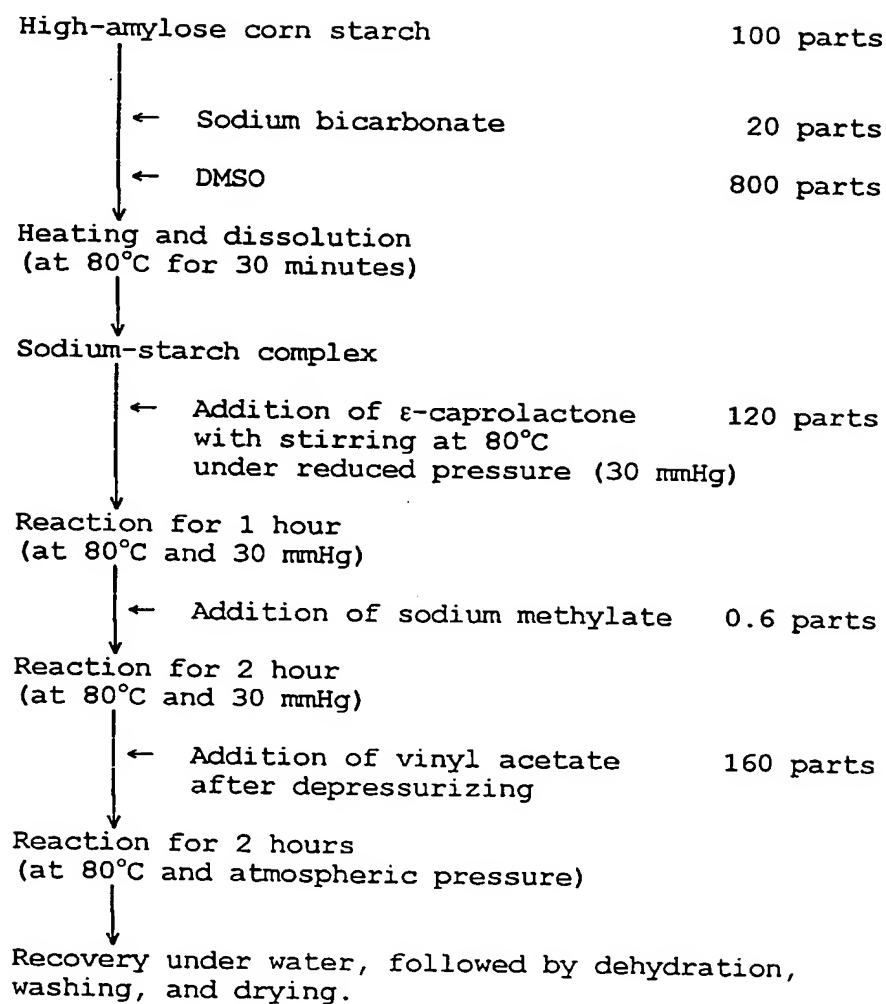 High-amylose corn starch 100 parts
← Sodium bicarbonate 20 parts
← DMSO 800 parts
Heating and dissolution
(at 80°C for 30 minutes)
Sodium-starch complex
← Addition of ε-caprolactone 120 parts
with stirring at 80°C
under reduced pressure (30 mmHg)
Reaction for 1 hour
(at 80°C and 30 mmHg)
← Addition of sodium methylate 0.6 parts
Reaction for 2 hour
(at 80°C and 30 mmHg)
← Addition of vinyl acetate 160 parts
after depressurizing
Reaction for 2 hours
(at 80°C and atmospheric pressure)
Recovery under water, followed by dehydration,
washing, and drying.